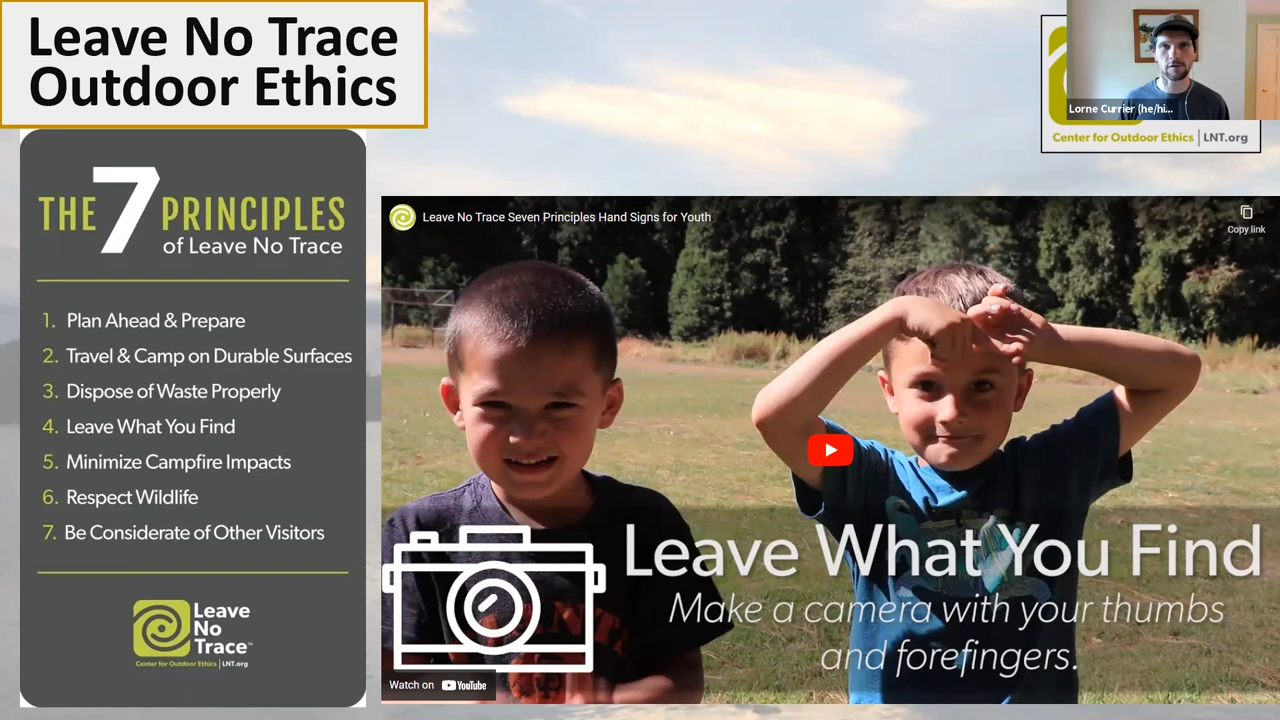 Leave No Trace
Outdoor Ethics
Lorne Currier (he/hi...
Center for Outdoor Ethics | LNT.org
THE 7 PRINCIPLES
of Leave No Trace
1. Plan Ahead & Prepare
2. Travel & Camp on Durable Surfaces
3. Dispose of Waste Properly
4. Leave What You Find
5. Minimize Campfire Impacts
6. Respect Wildlife
7. Be Considerate of Other Visitors
Leave
No
Trace™
Center for Outdoor Ethics | LNT.org
Leave No Trace Seven Principles Hand Signs for Youth
Copy link
Leave What You Find
Make a camera with your thumbs
and forefingers.
Watch on YouTube